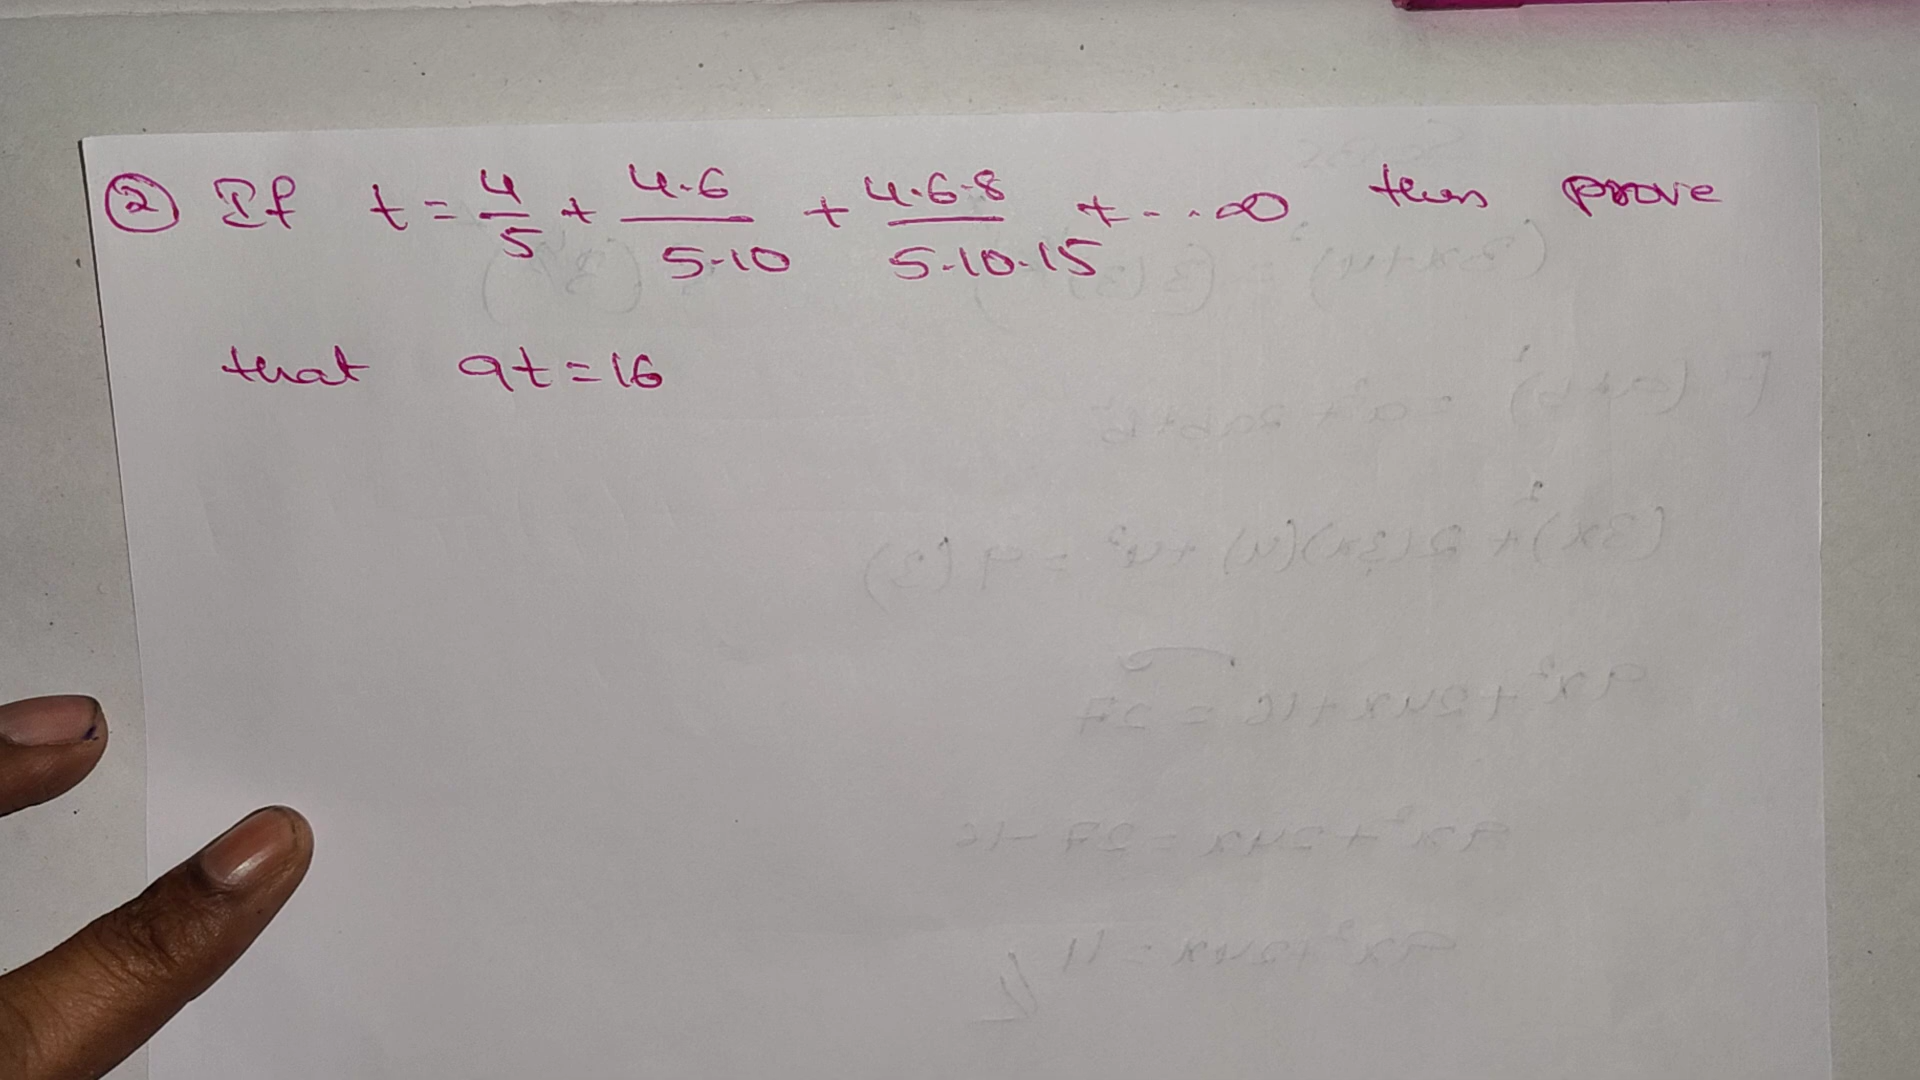 ② If t = 4/5 + 4·6/5·10 + 4·6·8/5·10·15 + - - ∞ then prove
that 9t = 16